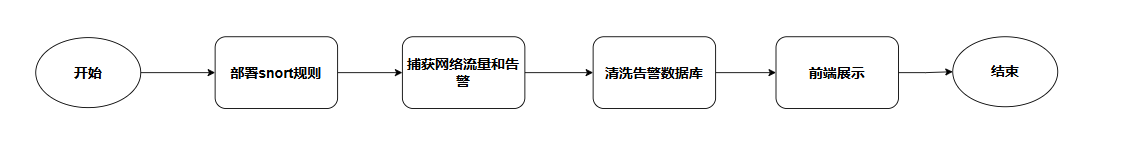 开始
部署snort规则
捕获网络流量和告
警
清洗告警数据库
前端展示
结束